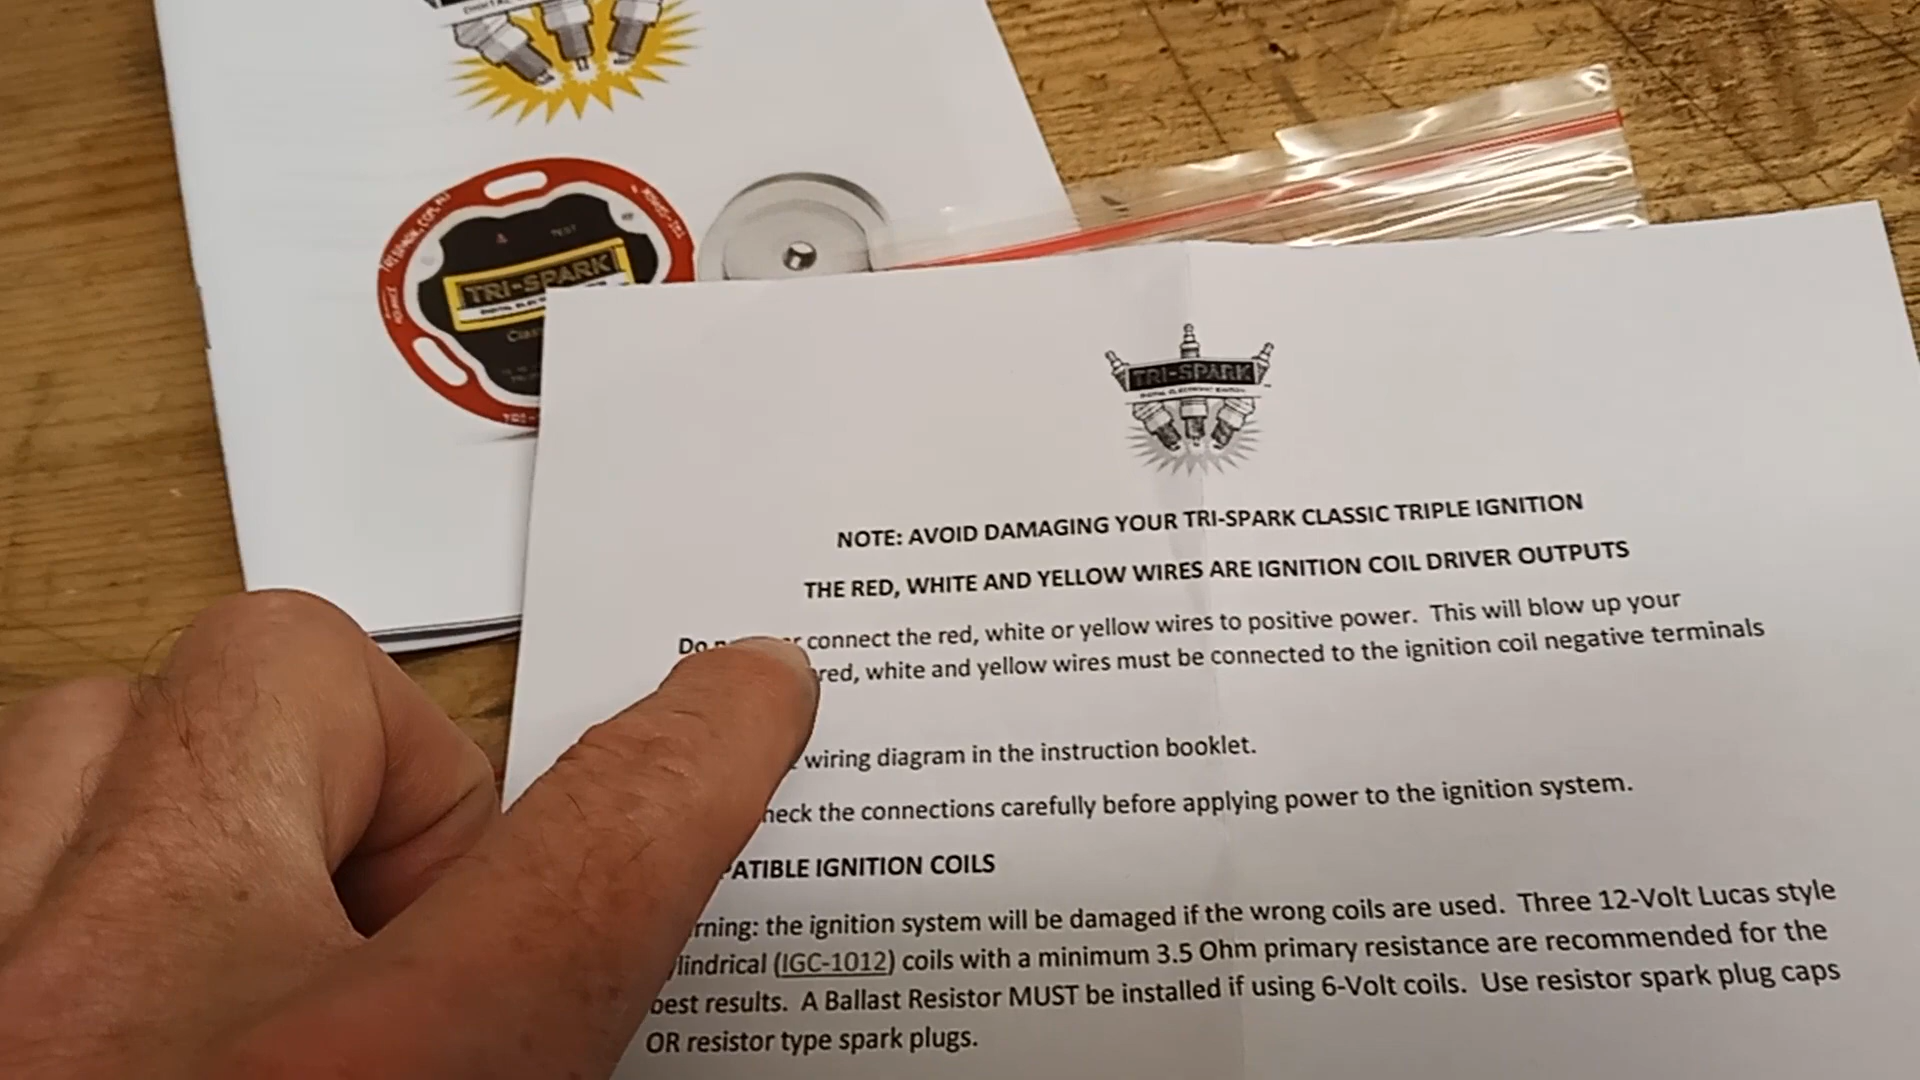 TRI-SPARK
TRI-SPARK
NOTE: AVOID DAMAGING YOUR TRI-SPARK CLASSIC TRIPLE IGNITION
THE RED, WHITE AND YELLOW WIRES ARE IGNITION COIL DRIVER OUTPUTS
Do connect the red, white or yellow wires to positive power. This will blow up your
red, white and yellow wires must be connected to the ignition coil negative terminals
wiring diagram in the instruction booklet.
heck the connections carefully before applying power to the ignition system.
PATIBLE IGNITION COILS
rning: the ignition system will be damaged if the wrong coils are used. Three 12-Volt Lucas style
lindrical (IGC-1012) coils with a minimum 3.5 Ohm primary resistance are recommended for the
best results. A Ballast Resistor MUST be installed if using 6-Volt coils. Use resistor spark plug caps
OR resistor type spark plugs.